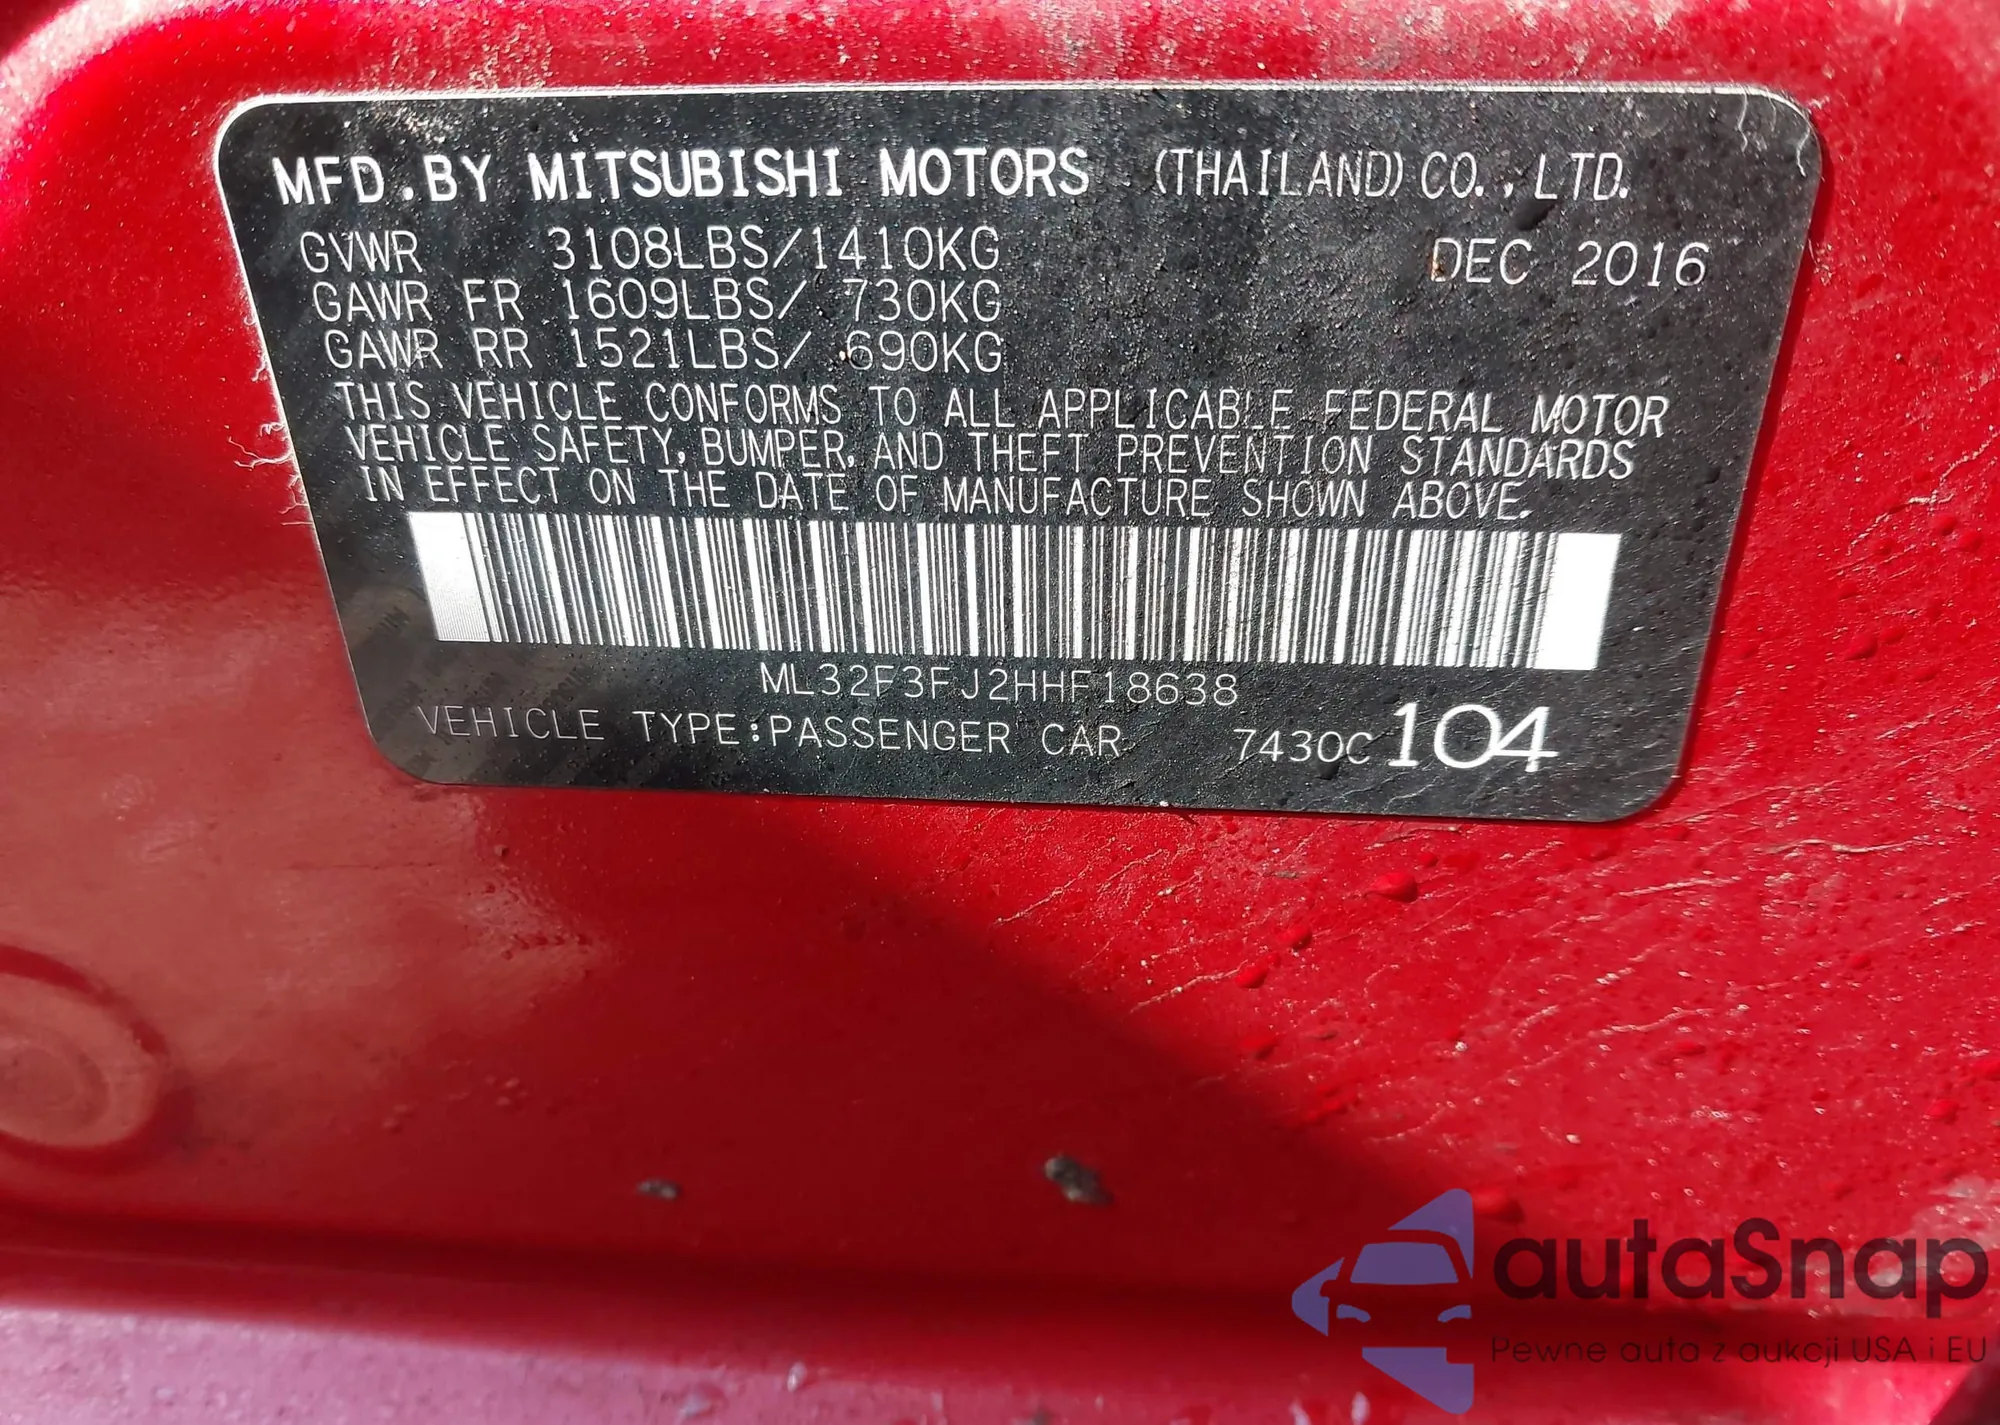 MFD.BY MITSUBISHI MOTORS (THAILAND) CO., LTD.
GVWR 3108LBS/1410KG DEC 2016
GAWR FR 1609LBS/ 730KG
GAWR RR 1521LBS/ 690KG
THIS VEHICLE CONFORMS TO ALL APPLICABLE FEDERAL MOTOR
VEHICLE SAFETY, BUMPER, AND THEFT PREVENTION STANDARDS
IN EFFECT ON THE DATE OF MANUFACTURE SHOWN ABOVE.
ML32F3FJ2HHF18638
VEHICLE TYPE:PASSENGER CAR 7430C 104
autaSnap
Pewne auta z aukcji USA i EU